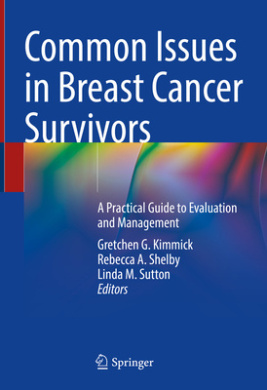 Common Issues
in Breast Cancer
Survivors
A Practical Guide to Evaluation
and Management
Gretchen G. Kimmick
Rebecca A. Shelby
Linda M. Sutton
Editors
Springer